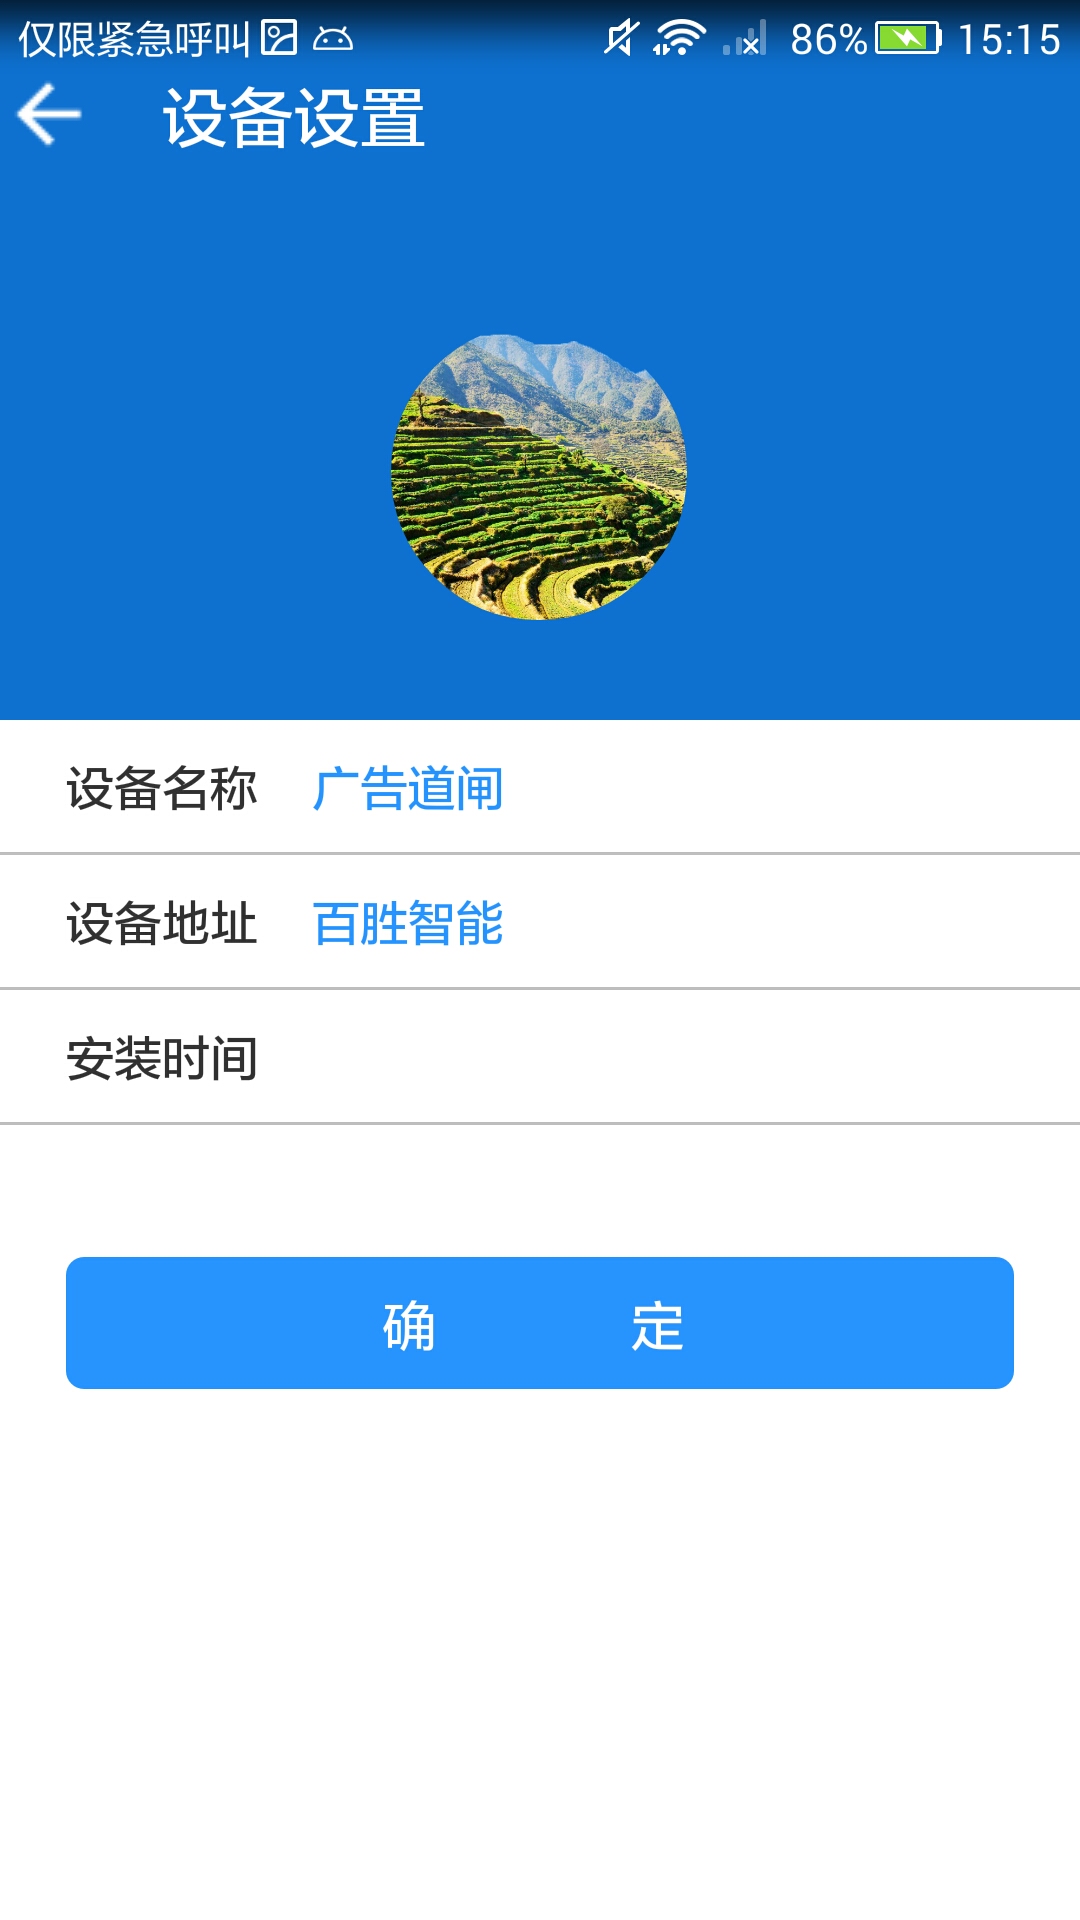 仅限紧急呼叫 86% 15:15
设备设置
设备名称 广告道闸
设备地址 百胜智能
安装时间
确 定